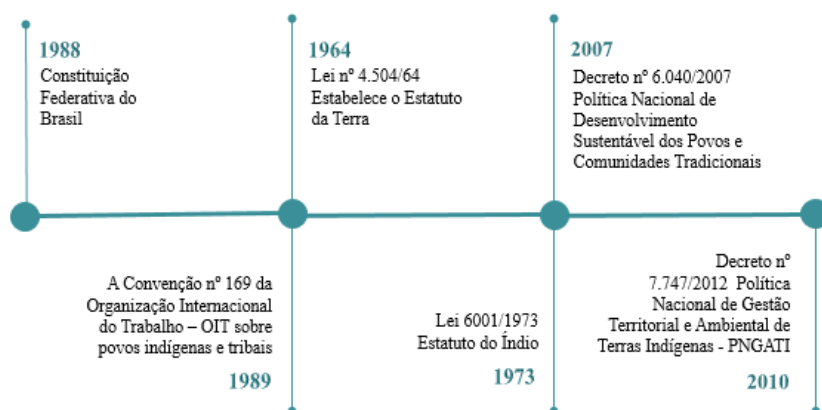 1988
Constituição
Federativa do
Brasil
1964
Lei nº 4.504/64
Estabelece o Estatuto
da Terra
2007
Decreto nº 6.040/2007
Política Nacional de
Desenvolvimento
Sustentável dos Povos e
Comunidades Tradicionais
A Convenção nº 169 da
Organização Internacional
do Trabalho – OIT sobre
povos indígenas e tribais
1989
Lei 6001/1973
Estatuto do Índio
1973
Decreto nº
7.747/2012 Política
Nacional de Gestão
Territorial e Ambiental de
Terras Indígenas - PNGATI
2010